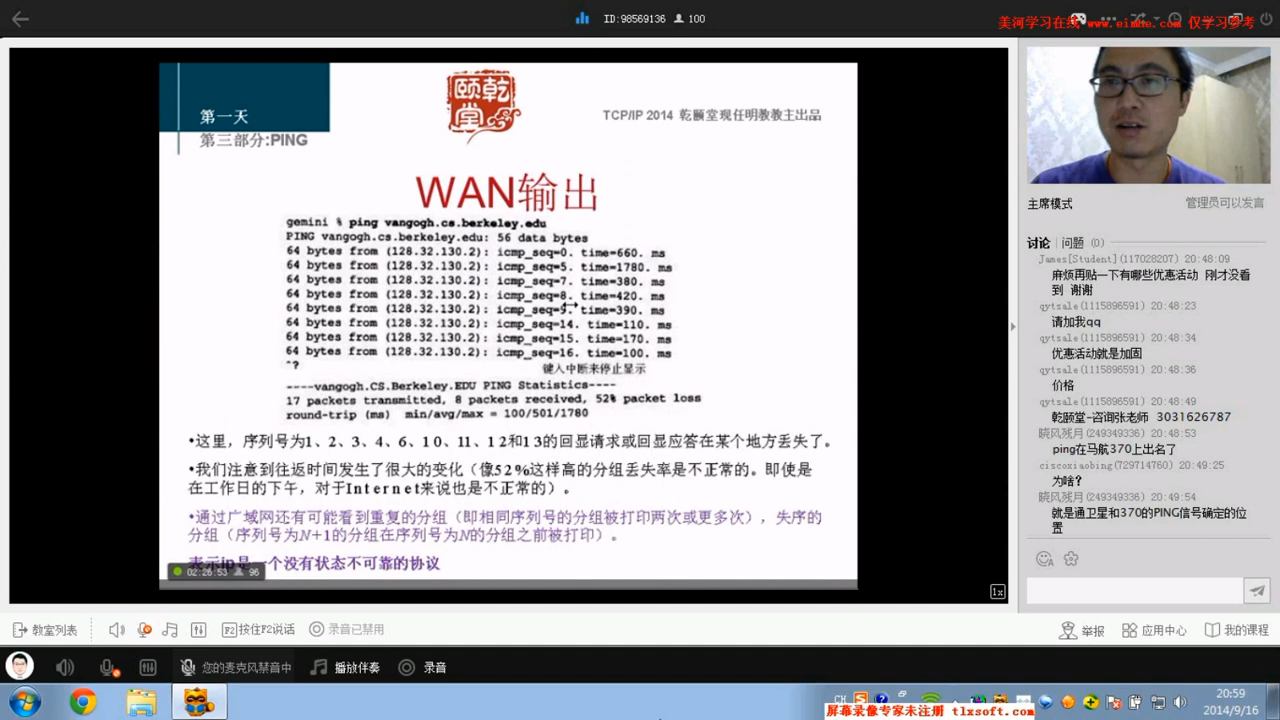 ID:98569136 100
美河学习在线 www.eimhe.com 仅学习参考
第一天
第三部分:PING
乾颐堂
TCP/IP 2014 乾颐堂现任明教教主出品
WAN输出
gemini % ping vangogh.cs.berkeley.edu
PING vangogh.cs.berkeley.edu: 56 data bytes
64 bytes from (128.32.130.2): icmp_seq=0. time=660. ms
64 bytes from (128.32.130.2): icmp_seq=5. time=1780. ms
64 bytes from (128.32.130.2): icmp_seq=7. time=380. ms
64 bytes from (128.32.130.2): icmp_seq=8. time=420. ms
64 bytes from (128.32.130.2): icmp_seq=9. time=390. ms
64 bytes from (128.32.130.2): icmp_seq=14. time=110. ms
64 bytes from (128.32.130.2): icmp_seq=15. time=170. ms
64 bytes from (128.32.130.2): icmp_seq=16. time=100. ms
^?
键入中断来停止显示
----vangogh.CS.Berkeley.EDU PING Statistics----
17 packets transmitted, 8 packets received, 52% packet loss
round-trip (ms) min/avg/max = 100/501/1780
•这里，序列号为1、2、3、4、6、10、11、12和13的回显请求或回显应答在某个地方丢失了。
•我们注意到往返时间发生了很大的变化（像52%这样高的分组丢失率是不正常的。即使是
在工作日的下午，对于Internet来说也是不正常的）。
•通过广域网还有可能看到重复的分组（即相同序列号的分组被打印两次或更多次），失序的
分组（序列号为N+1的分组在序列号为N的分组之前被打印）。
表示ip是一个没有状态不可靠的协议
02:26:53 96
1x
主席模式 管理员可以发言
讨论 问题 (0)
James[Student](117028207) 20:48:09
麻烦再贴一下有哪些优惠活动 刚才没看
到 谢谢
qytsale(1115896591) 20:48:23
请加我qq
qytsale(1115896591) 20:48:34
优惠活动就是加固
qytsale(1115896591) 20:48:36
价格
qytsale(1115896591) 20:48:49
乾颐堂-咨询张老师 3031626787
晓风残月(249349336) 20:48:53
ping在马航370上出名了
ciscoxiaobing(729714760) 20:49:25
为啥?
晓风残月(249349336) 20:49:54
就是通卫星和370的PING信号确定的位
置
教室列表 F2 按住F2说话 录音已禁用 举报 应用中心 我的课程
您的麦克风禁音中 播放伴奏 录音
CH
20:59
2014/9/16
屏幕录像专家未注册 tlxsoft.com